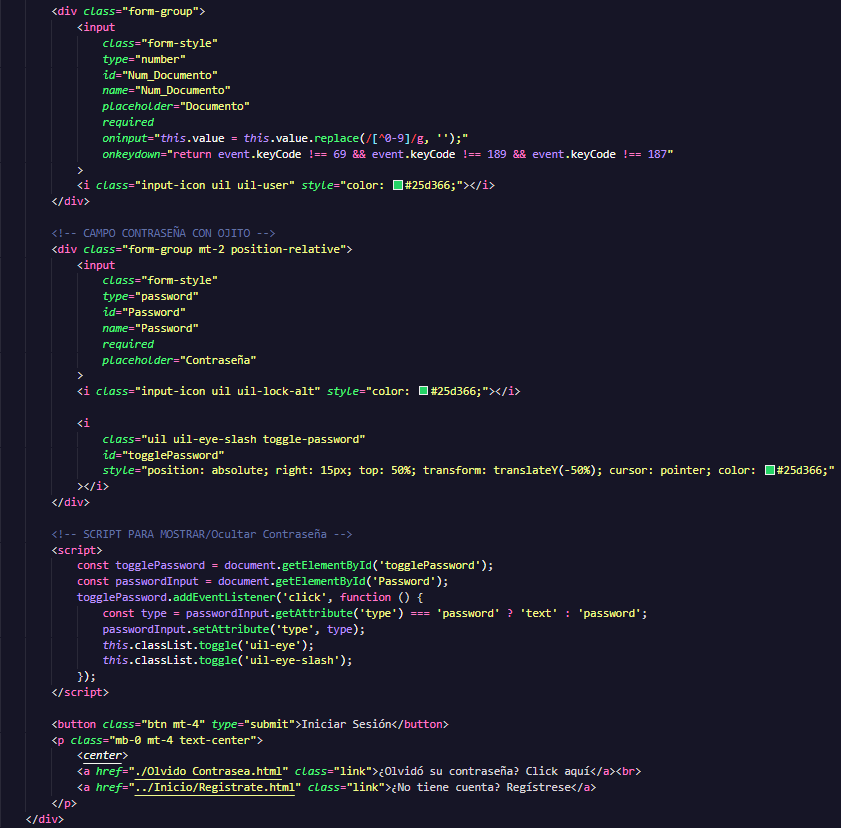 <div class="form-group">
<input
class="form-style"
type="number"
id="Num_Documento"
name="Num_Documento"
placeholder="Documento"
required
oninput="this.value = this.value.replace(/[^0-9]/g, '');"
onkeydown="return event.keyCode !== 69 && event.keyCode !== 189 && event.keyCode !== 187"
>
<i class="input-icon uil uil-user" style="color: #25d366;"></i>
</div>
<!-- CAMPO CONTRASEÑA CON OJITO -->
<div class="form-group mt-2 position-relative">
<input
class="form-style"
type="password"
id="Password"
name="Password"
required
placeholder="Contraseña"
>
<i class="input-icon uil uil-lock-alt" style="color: #25d366;"></i>
<i
class="uil uil-eye-slash toggle-password"
id="togglePassword"
style="position: absolute; right: 15px; top: 50%; transform: translateY(-50%); cursor: pointer; color: #25d366;"
></i>
</div>
<!-- SCRIPT PARA MOSTRAR/Ocultar Contraseña -->
<script>
const togglePassword = document.getElementById('togglePassword');
const passwordInput = document.getElementById('Password');
togglePassword.addEventListener('click', function () {
const type = passwordInput.getAttribute('type') === 'password' ? 'text' : 'password';
passwordInput.setAttribute('type', type);
this.classList.toggle('uil-eye');
this.classList.toggle('uil-eye-slash');
});
</script>
<button class="btn mt-4" type="submit">Iniciar Sesión</button>
<p class="mb-0 mt-4 text-center">
<center>
<a href="./Olvido Contrasea.html" class="link">¿Olvidó su contraseña? Click aquí</a><br>
<a href="../Inicio/Registrate.html" class="link">¿No tiene cuenta? Regístrese</a>
</p>
</div>